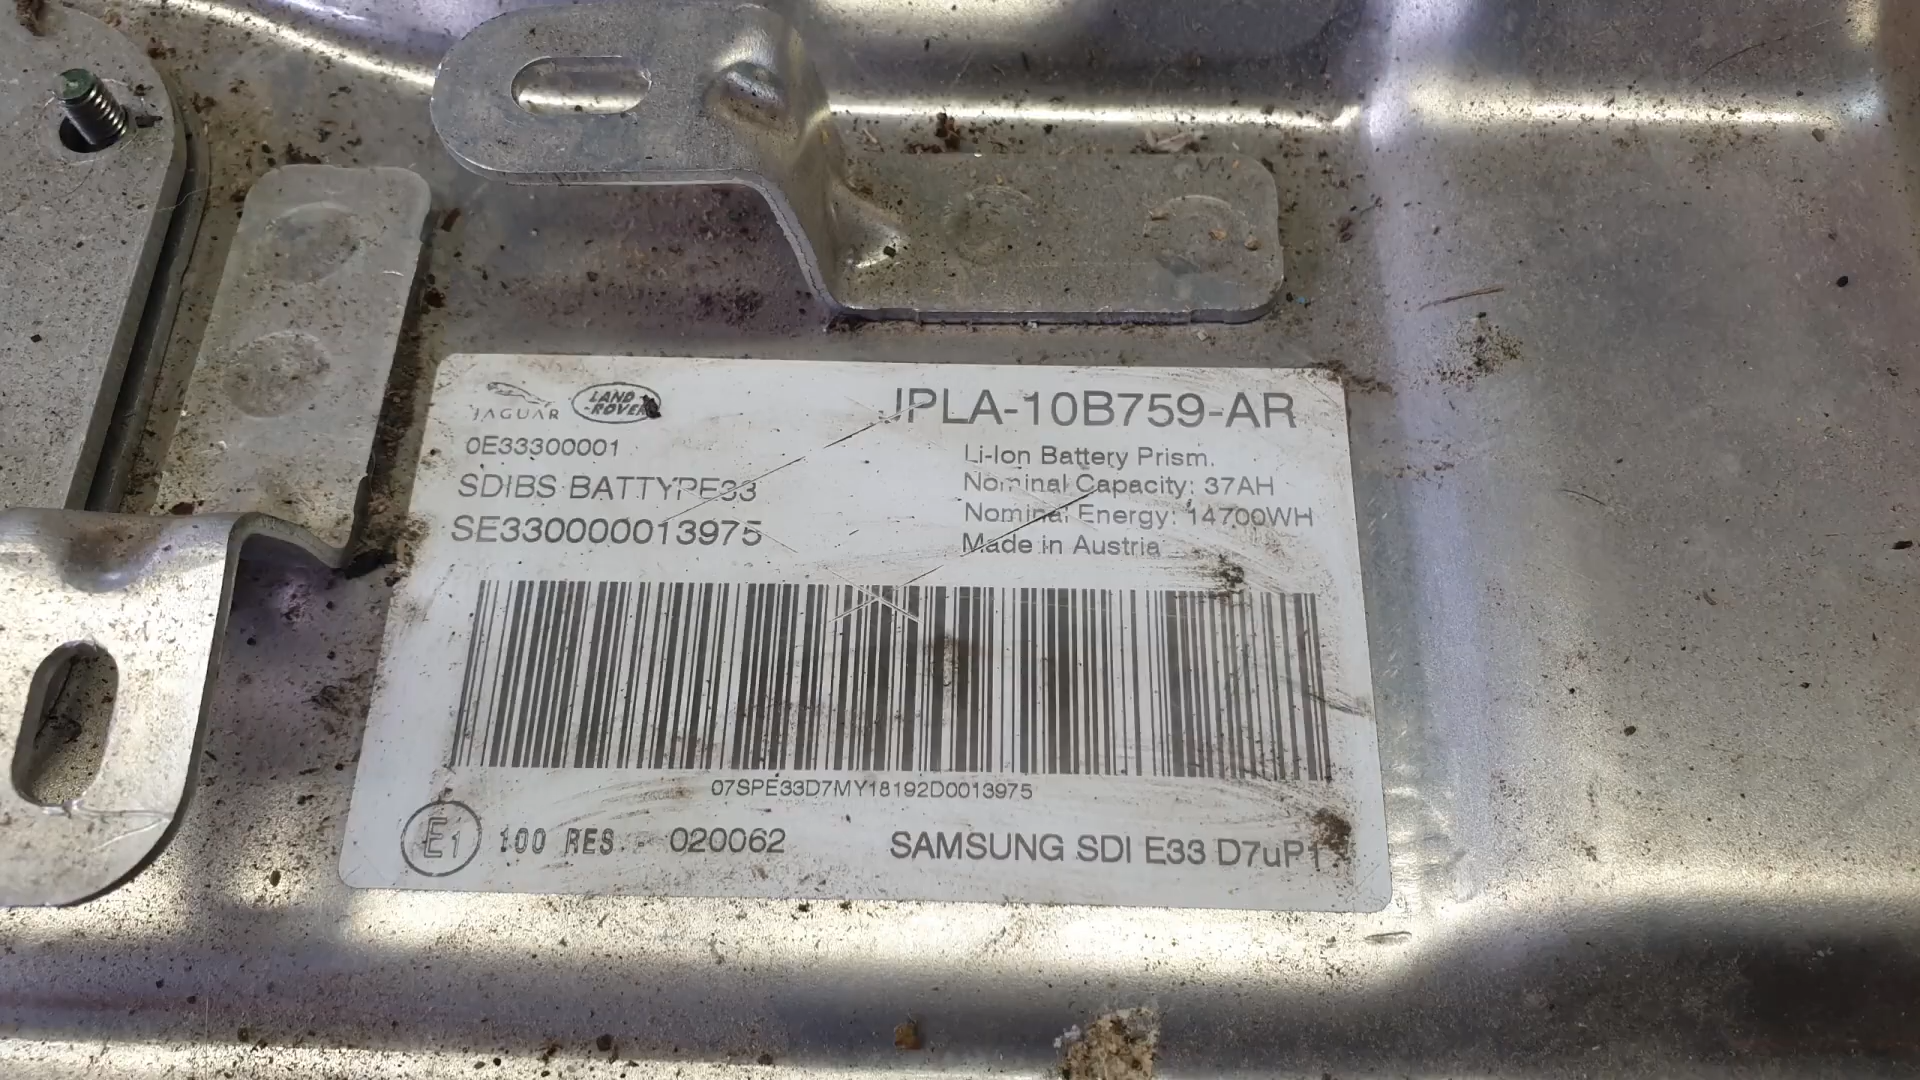 JAGUAR LAND ROVER
JPLA-10B759-AR
0E33300001
SDIBS BATTYPE33
SE330000013975
Li-Ion Battery Prism.
Nominal Capacity: 37AH
Nominal Energy: 14700WH
Made in Austria
07SPE33D7MY18192D0013975
E1 100 RES. - 020062
SAMSUNG SDI E33 D7uP1